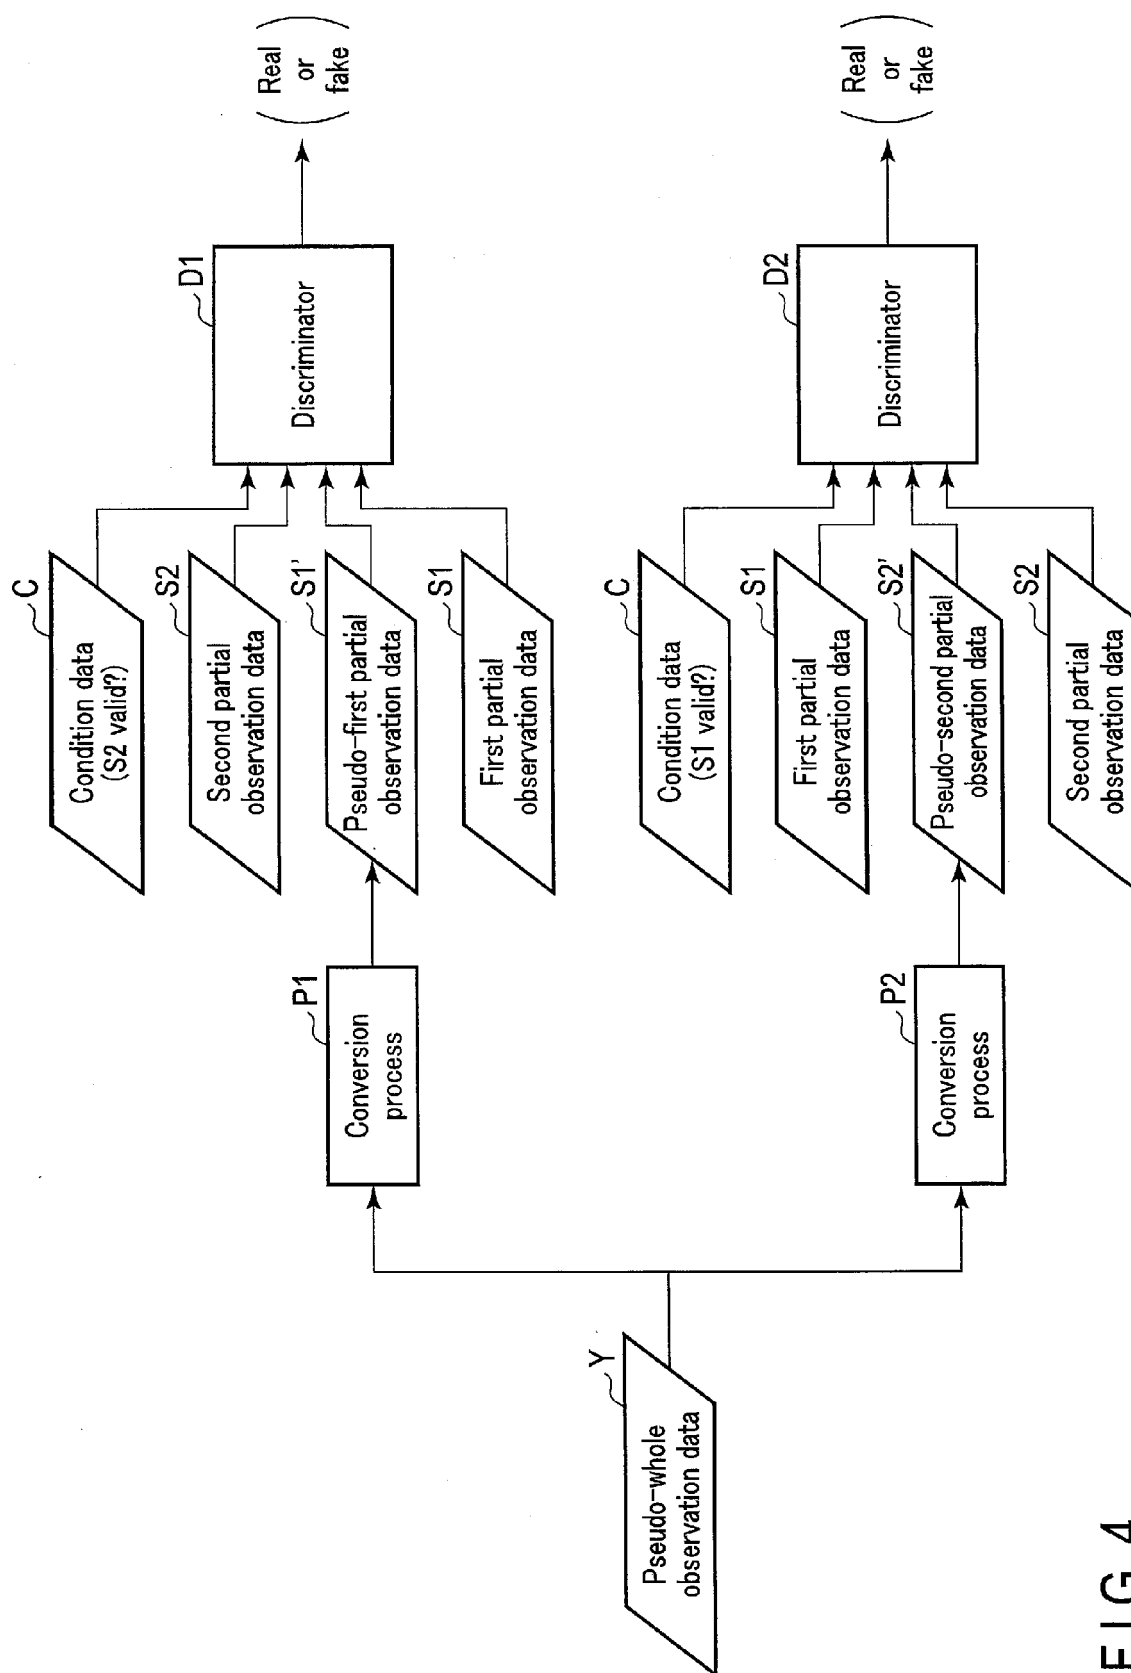 Pseudo-whole
observation data
Y
Conversion
process
P1
Condition data
(S2 valid?)
C
Second partial
observation data
S2
Pseudo-first partial
observation data
S1'
First partial
observation data
S1
Discriminator
D1
Real
or
fake
Conversion
process
P2
Condition data
(S1 valid?)
C
First partial
observation data
S1
Pseudo-second partial
observation data
S2'
Second partial
observation data
S2
Discriminator
D2
Real
or
fake
FIG. 4